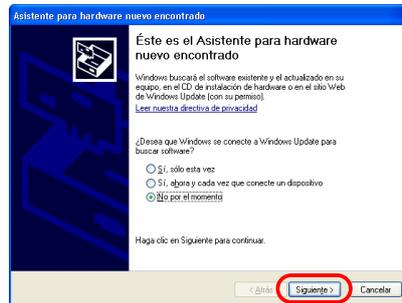 Asistente para hardware nuevo encontrado
Éste es el Asistente para hardware
nuevo encontrado
Windows buscará el software existente y el actualizado en su
equipo, en el CD de instalación de hardware o en el sitio Web
de Windows Update (con su permiso).
Leer nuestra directiva de privacidad
¿Desea que Windows se conecte a Windows Update para
buscar software?
Sí, sólo esta vez
Sí, ahora y cada vez que conecte un dispositivo
No por el momento
Haga clic en Siguiente para continuar.
< Atrás
Siguiente >
Cancelar